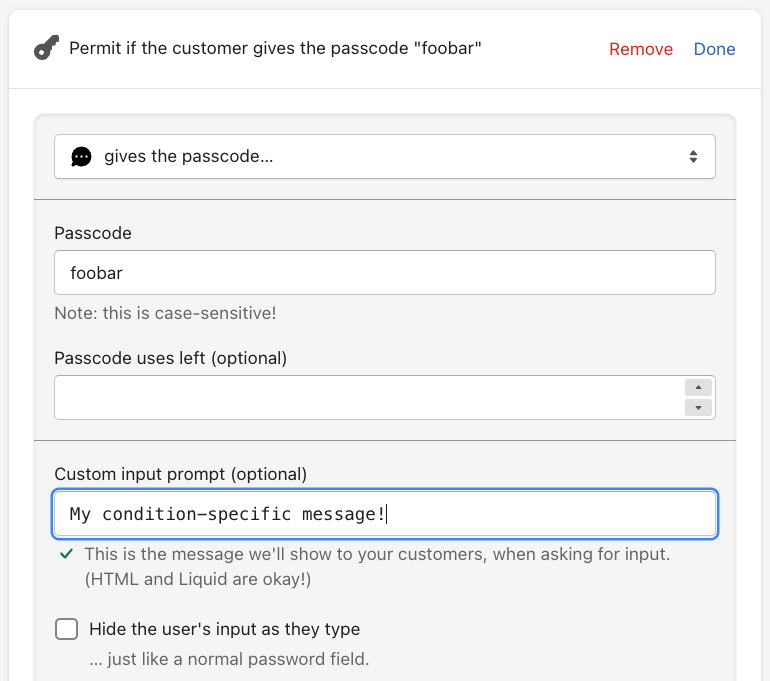 Permit if the customer gives the passcode "foobar"
Remove
Done
gives the passcode...
Passcode
foobar
Note: this is case-sensitive!
Passcode uses left (optional)
Custom input prompt (optional)
My condition-specific message!
This is the message we'll show to your customers, when asking for input.
(HTML and Liquid are okay!)
Hide the user's input as they type
... just like a normal password field.